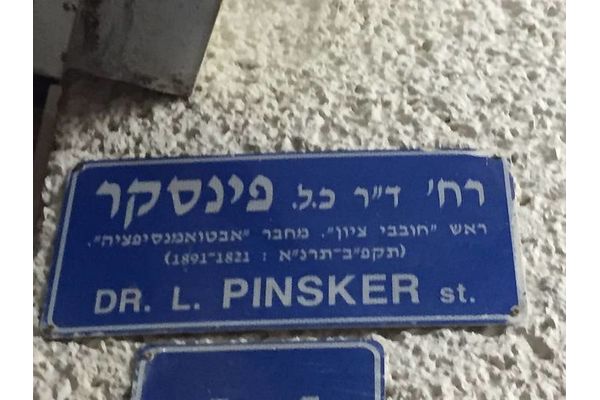 רח' ד"ר כ.ל. פינסקר
ראש "חובבי ציון". מחבר "אבטואמנסיפציה".
(תקפ"ב-תרנ"א : 1821-1891)
DR. L. PINSKER st.